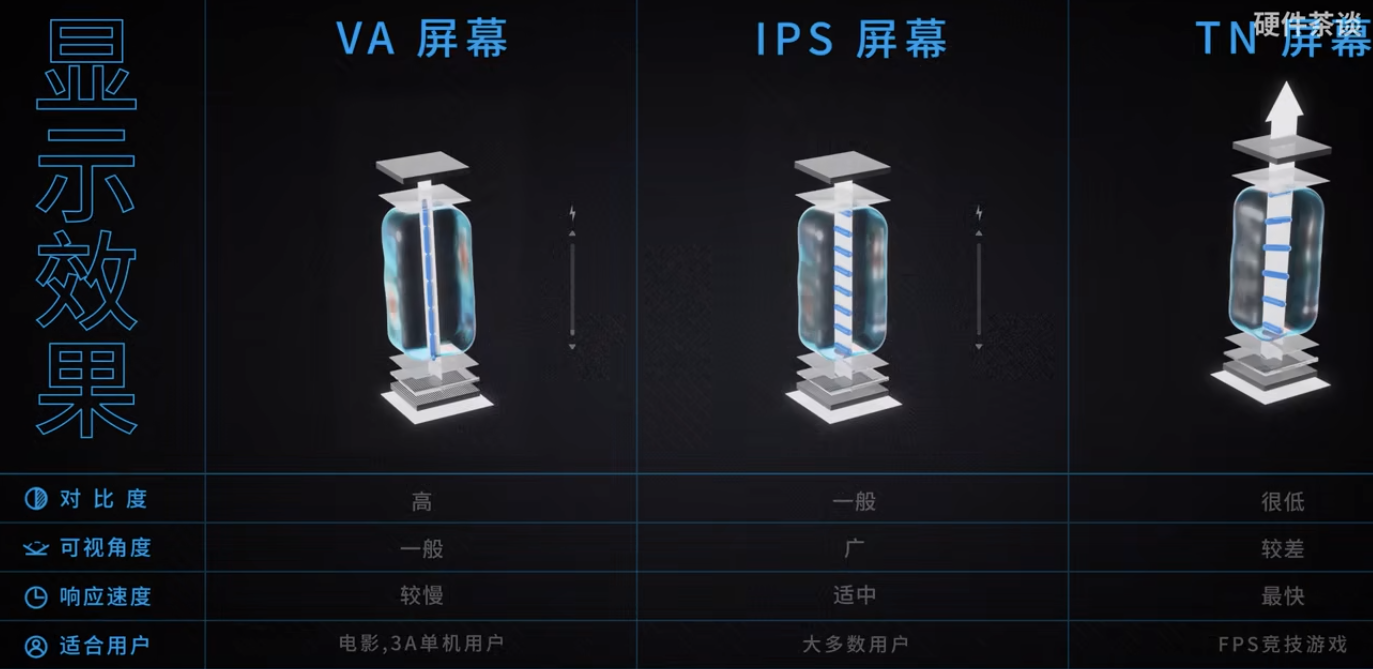 显示效果
VA 屏幕
IPS 屏幕
TN 屏幕
硬件茶谈
对比度
高
一般
很低
可视角度
一般
广
较差
响应速度
较慢
适中
最快
适合用户
电影,3A单机用户
大多数用户
FPS竞技游戏